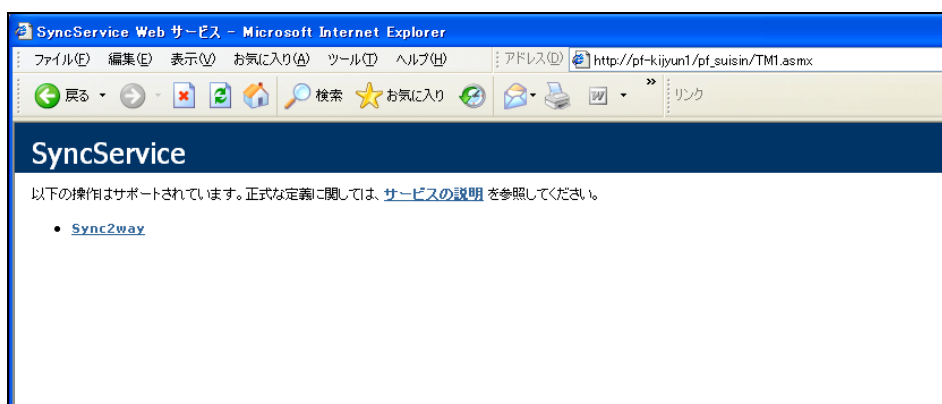 SyncService Web サービス - Microsoft Internet Explorer
ファイル(F) 編集(E) 表示(V) お気に入り(A) ツール(T) ヘルプ(H) アドレス(D) http://pf-kijyun1/pf_suisin/TM1.asmx
戻る 検索 お気に入り » リンク
SyncService
以下の操作はサポートされています。正式な定義に関しては、サービスの説明 を参照してください。
• Sync2way